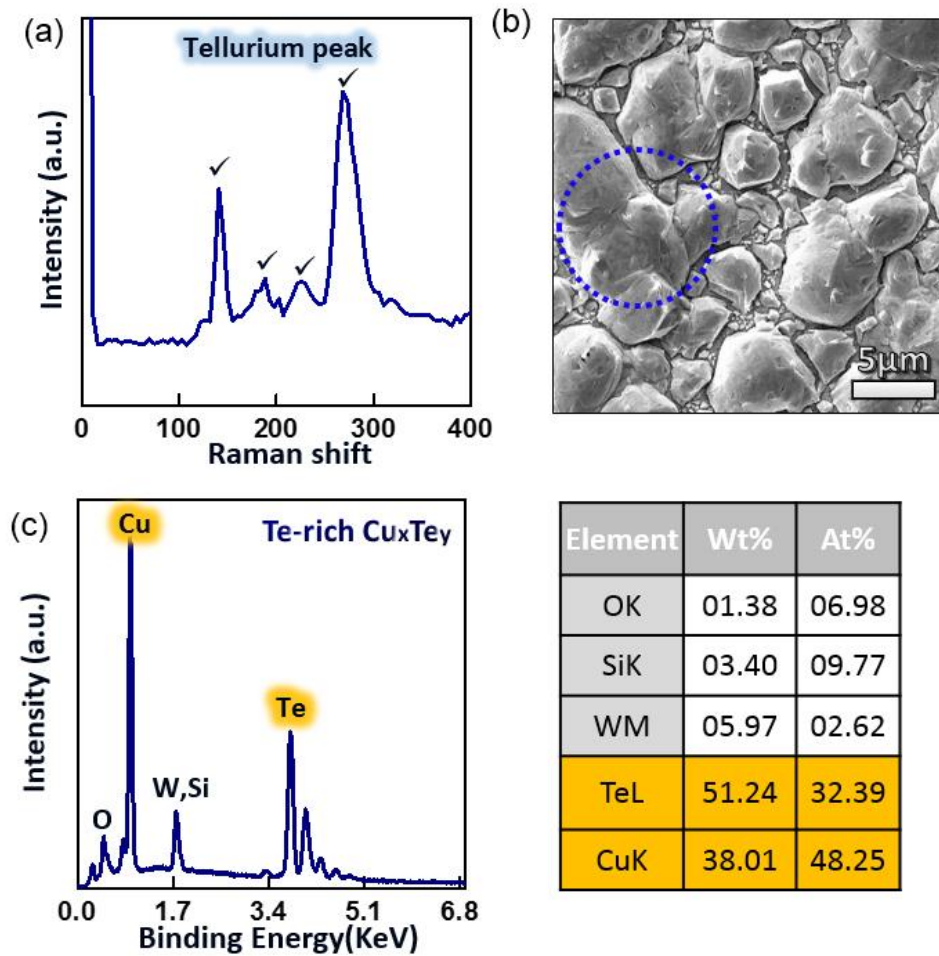 (a)
Tellurium peak
Intensity (a.u.)
0 100 200 300 400
Raman shift
(b)
5µm
(c)
Cu
Te-rich CuxTey
Te
W,Si
O
Intensity (a.u.)
0.0 1.7 3.4 5.1 6.8
Binding Energy(KeV)
Element Wt% At%
OK 01.38 06.98
SiK 03.40 09.77
WM 05.97 02.62
TeL 51.24 32.39
CuK 38.01 48.25